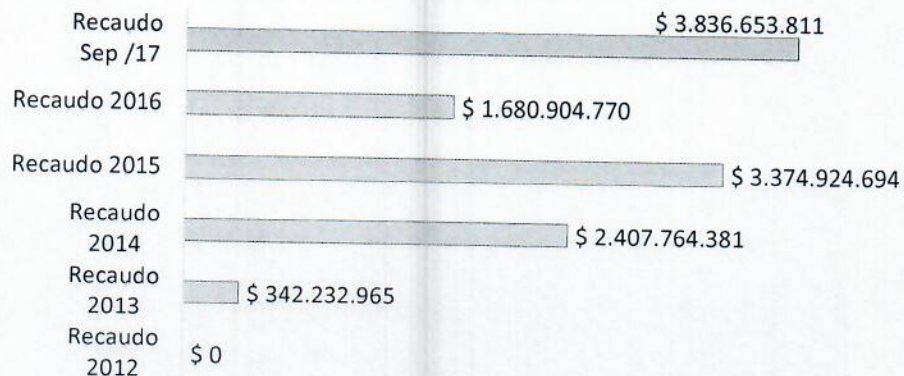 Recaudo
Sep /17
$ 3.836.653.811
Recaudo 2016
$ 1.680.904.770
Recaudo 2015
$ 3.374.924.694
Recaudo
2014
$ 2.407.764.381
Recaudo
2013
$ 342.232.965
Recaudo
2012
$ 0